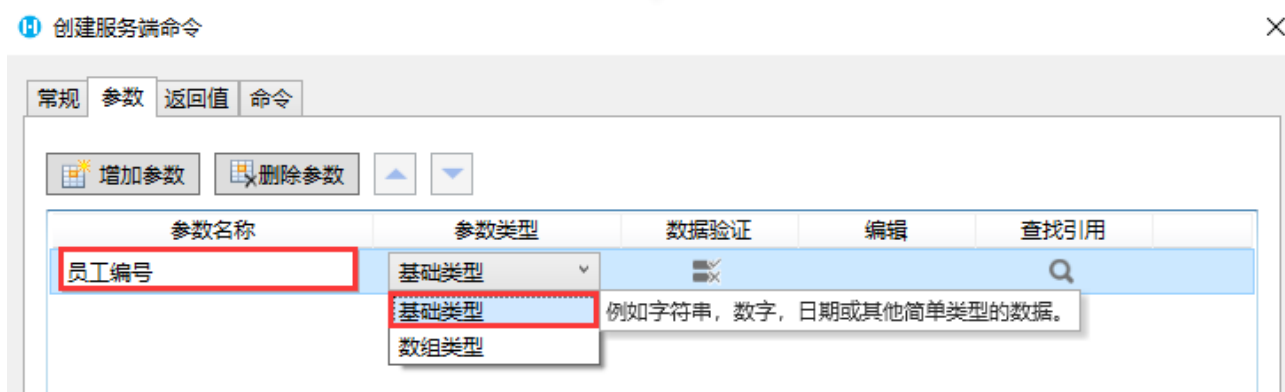 创建服务端命令
常规 参数 返回值 命令
增加参数 删除参数
参数名称 参数类型 数据验证 编辑 查找引用
员工编号 基础类型
基础类型 例如字符串，数字，日期或其他简单类型的数据。
数组类型